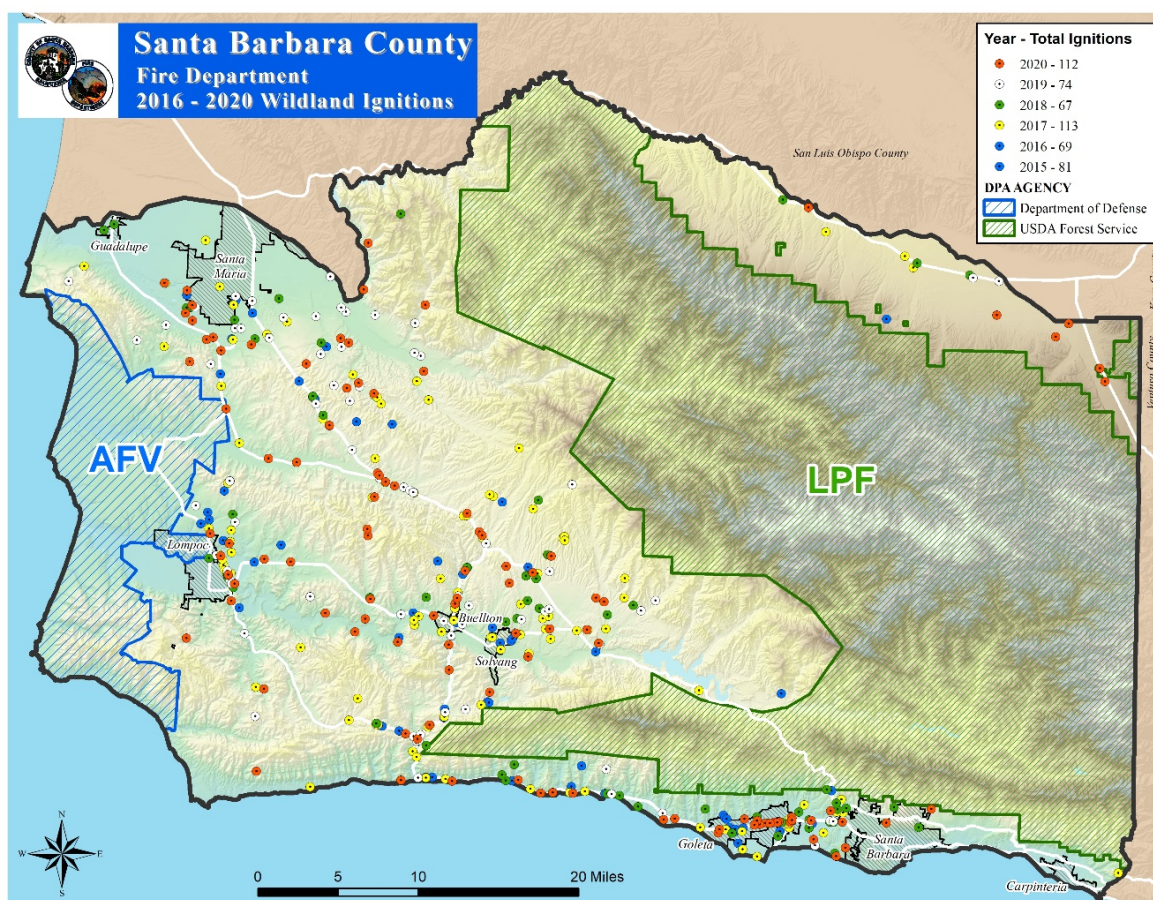 Santa Barbara County
Fire Department
2016 - 2020 Wildland Ignitions
Year - Total Ignitions
2020 - 112
2019 - 74
2018 - 67
2017 - 113
2016 - 69
2015 - 81
DPA AGENCY
Department of Defense
USDA Forest Service
San Luis Obispo County
Guadalupe
Santa
Maria
Ventura County
AFV
LPF
Lompoc
Buellton
Solvang
Goleta
Santa
Barbara
Carpinteria
N
W
E
S
0
5
10
20 Miles